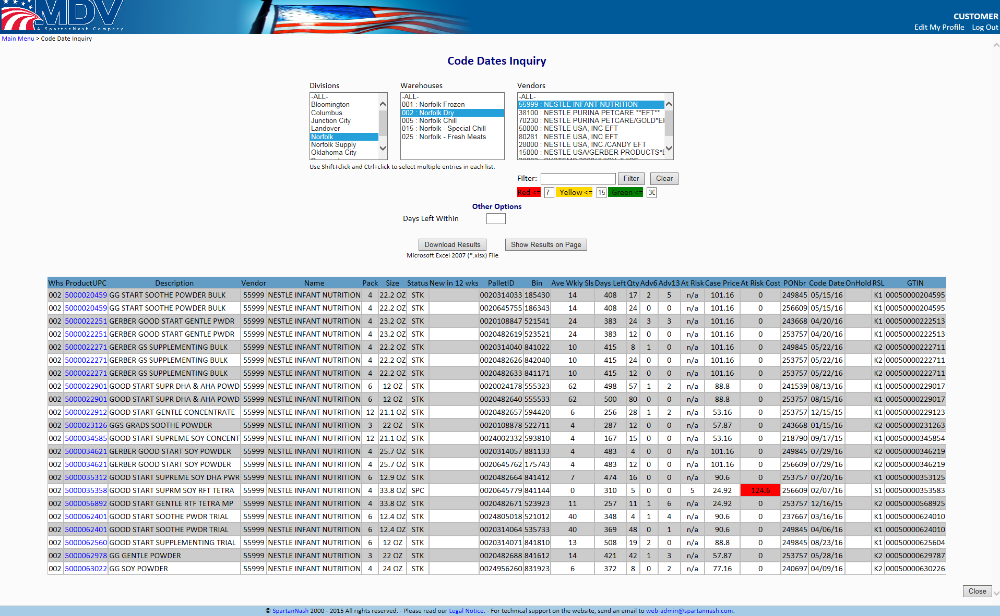 MDV
A SpartanNash Company
CUSTOMER
Edit My Profile Log Out
Main Menu > Code Date Inquiry
Code Dates Inquiry
Divisions Warehouses Vendors
-ALL- -ALL- -ALL-
Bloomington 001 : Norfolk Frozen 55999 : NESTLE INFANT NUTRITION
Columbus 002 : Norfolk Dry 38100 : NESTLE PURINA PETCARE **EFT**
Junction City 005 : Norfolk Chill 70230 : NESTLE PURINA PETCARE/GOLD*EI
Landover 015 : Norfolk - Special Chill 50000 : NESTLE USA, INC EFT
Norfolk 025 : Norfolk - Fresh Meats 80281 : NESTLE USA, INC EFT
Norfolk Supply 28000 : NESTLE USA, INC./CANDY EFT
Oklahoma City 15000 : NESTLE USA/GERBER PRODUCTS*E
Use Shift+click and Ctrl+click to select multiple entries in each list.
Filter: Filter Clear
Red <= 7 Yellow <= 15 Green <= 30
Other Options
Days Left Within
Download Results Show Results on Page
Microsoft Excel 2007 (*.xlsx) File
Whs ProductUPC Description Vendor Name Pack Size Status New in 12 wks PalletID Bin Ave Wkly Sls Days Left Qty Adv6 Adv13 At Risk Case Price At Risk Cost PONbr Code Date OnHold RSL GTIN
002 5000020459 GG START SOOTHE POWDER BULK 55999 NESTLE INFANT NUTRITION 4 22.2 OZ STK 0020314033 185430 14 408 17 2 5 n/a 101.16 0 249845 05/15/16 K1 00050000204595
002 5000020459 GG START SOOTHE POWDER BULK 55999 NESTLE INFANT NUTRITION 4 22.2 OZ STK 0020645755 186343 14 408 24 0 0 n/a 101.16 0 256609 05/15/16 K1 00050000204595
002 5000022251 GERBER GOOD START GENTLE PWDR 55999 NESTLE INFANT NUTRITION 4 23.2 OZ STK 0020108847 521541 24 383 24 3 3 n/a 101.16 0 243668 04/20/16 K1 00050000222513
002 5000022251 GERBER GOOD START GENTLE PWDR 55999 NESTLE INFANT NUTRITION 4 23.2 OZ STK 0020482619 523521 24 383 12 0 0 n/a 101.16 0 253757 04/20/16 K1 00050000222513
002 5000022271 GERBER GS SUPPLEMENTING BULK 55999 NESTLE INFANT NUTRITION 4 22.2 OZ STK 0020314040 841022 10 415 8 1 0 n/a 101.16 0 249845 05/22/16 K2 00050000222711
002 5000022271 GERBER GS SUPPLEMENTING BULK 55999 NESTLE INFANT NUTRITION 4 22.2 OZ STK 0020482626 842040 10 415 24 0 0 n/a 101.16 0 253757 05/22/16 K2 00050000222711
002 5000022271 GERBER GS SUPPLEMENTING BULK 55999 NESTLE INFANT NUTRITION 4 22.2 OZ STK 0020482633 841171 10 415 12 0 0 n/a 101.16 0 253757 05/22/16 K2 00050000222711
002 5000022901 GOOD START SUPR DHA & AHA POWD 55999 NESTLE INFANT NUTRITION 6 12 OZ STK 0020024178 555323 62 498 57 1 2 n/a 88.8 0 241539 08/13/16 K1 00050000229017
002 5000022901 GOOD START SUPR DHA & AHA POWD 55999 NESTLE INFANT NUTRITION 6 12 OZ STK 0020482640 555533 62 500 80 0 0 n/a 88.8 0 253757 08/15/16 K1 00050000229017
002 5000022912 GOOD START GENTLE CONCENTRATE 55999 NESTLE INFANT NUTRITION 12 21.1 OZ STK 0020482657 594420 6 256 28 1 2 n/a 53.16 0 253757 12/15/15 K1 00050000229123
002 5000023126 GGS GRADS SOOTHE POWDER 55999 NESTLE INFANT NUTRITION 3 22 OZ STK 0020108878 522711 4 287 12 0 0 n/a 57.87 0 243668 01/15/16 K2 00050000231263
002 5000034585 GOOD START SUPREME SOY CONCENT 55999 NESTLE INFANT NUTRITION 12 21.1 OZ STK 0024002332 593810 4 167 15 0 0 n/a 53.16 0 218790 09/17/15 K1 00050000345854
002 5000034621 GERBER GOOD START SOY POWDER 55999 NESTLE INFANT NUTRITION 4 25.7 OZ STK 0020314057 881133 4 483 4 0 0 n/a 101.16 0 249845 07/29/16 K2 00050000346219
002 5000034621 GERBER GOOD START SOY POWDER 55999 NESTLE INFANT NUTRITION 4 25.7 OZ STK 0020645762 175743 4 483 12 0 0 n/a 101.16 0 256609 07/29/16 K2 00050000346219
002 5000035312 GOOD START SUPREME SOY DHA PWR 55999 NESTLE INFANT NUTRITION 6 12.9 OZ STK 0020482664 841412 7 474 16 0 0 n/a 90.6 0 253757 07/20/16 K1 00050000353125
002 5000035358 GOOD START SUPRM SOY RFT TETRA 55999 NESTLE INFANT NUTRITION 4 33.8 OZ SPC 0020645779 841144 0 310 5 0 0 5 24.92 124.6 256609 02/07/16 S1 00050000353583
002 5000056892 GOOD START GENTLE RTF TETRA MP 55999 NESTLE INFANT NUTRITION 4 33.8 OZ STK 0020482671 523923 11 257 11 1 6 n/a 24.92 0 253757 12/16/15 K2 00050000568925
002 5000062401 GOOD START SOOTHE PWDR TRIAL 55999 NESTLE INFANT NUTRITION 6 12.4 OZ STK 0024805018 521012 40 348 4 1 4 n/a 90.6 0 237667 03/16/16 K1 00050000624010
002 5000062401 GOOD START SOOTHE PWDR TRIAL 55999 NESTLE INFANT NUTRITION 6 12.4 OZ STK 0020314064 535733 40 369 48 0 1 n/a 90.6 0 249845 04/06/16 K1 00050000624010
002 5000062560 GOOD START SUPPLEMENTING TRIAL 55999 NESTLE INFANT NUTRITION 6 12 OZ STK 0020314071 841810 13 508 19 2 0 n/a 88.8 0 249845 08/23/16 K1 00050000625604
002 5000062978 GG GENTLE POWDER 55999 NESTLE INFANT NUTRITION 3 22 OZ STK 0020482688 841612 14 421 42 1 3 n/a 57.87 0 253757 05/28/16 K2 00050000629787
002 5000063022 GG SOY POWDER 55999 NESTLE INFANT NUTRITION 4 24 OZ STK 0024956260 831923 6 372 8 0 2 n/a 77.16 0 240697 04/09/16 K2 00050000630226
Close
© SpartanNash 2000 - 2015 All rights reserved. - Please read our Legal Notice. - For technical support on the website, send an email to web-admin@spartannash.com.